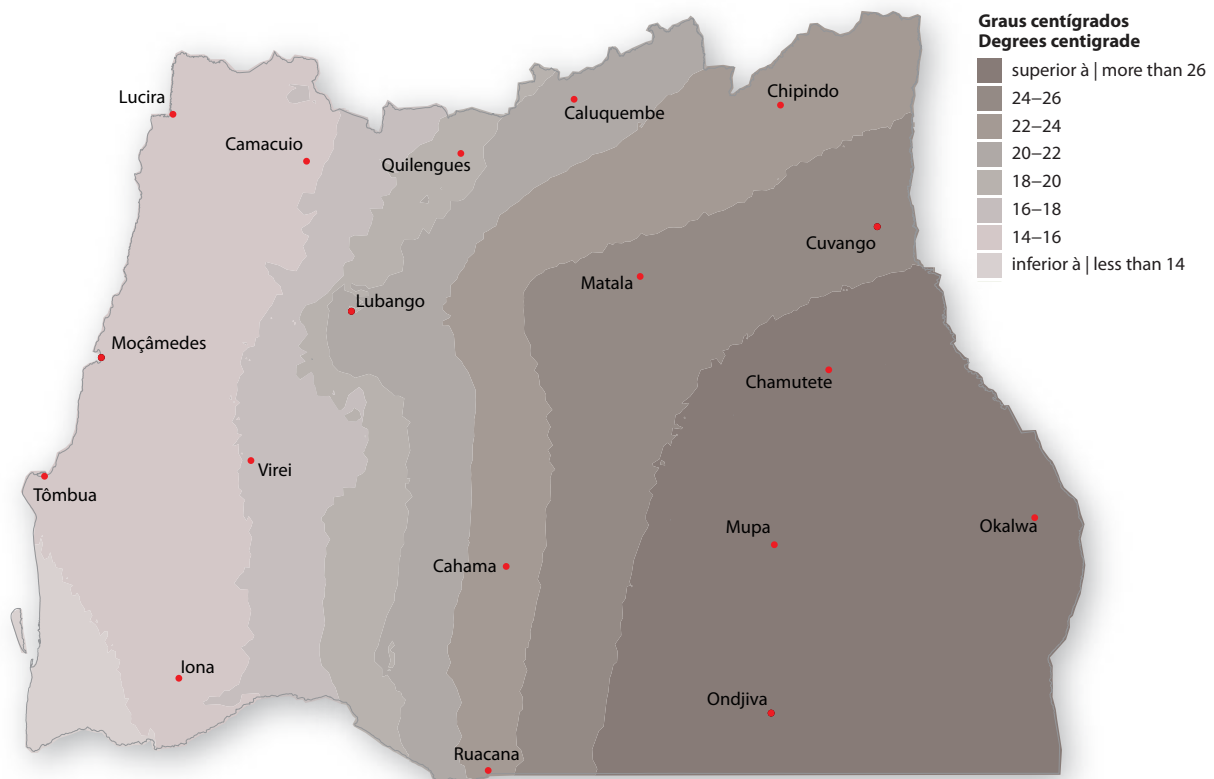 Graus centígrados
Degrees centigrade
superior à | more than 26
24–26
22–24
20–22
18–20
16–18
14–16
inferior à | less than 14
Lucira
Caluquembe
Chipindo
Camacuio
Quilengues
Cuvango
Matala
Lubango
Moçâmedes
Chamutete
Virei
Tômbua
Mupa
Okalwa
Cahama
Iona
Ondjiva
Ruacana